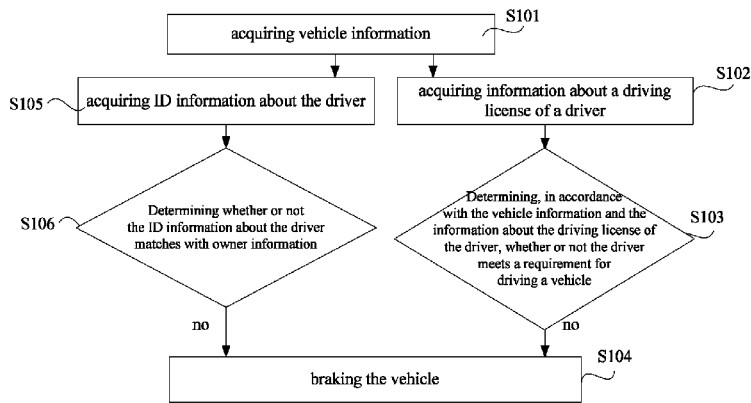 S101
acquiring vehicle information
S102
S105
acquiring ID information about the driver
acquiring information about a driving
license of a driver
S106
Determining whether or not
the ID information about the driver
matches with owner information
Determining, in accordance
with the vehicle information and the
information about the driving license of
the driver, whether or not the driver
meets a requirement for
driving a vehicle
S103
no
no
S104
braking the vehicle